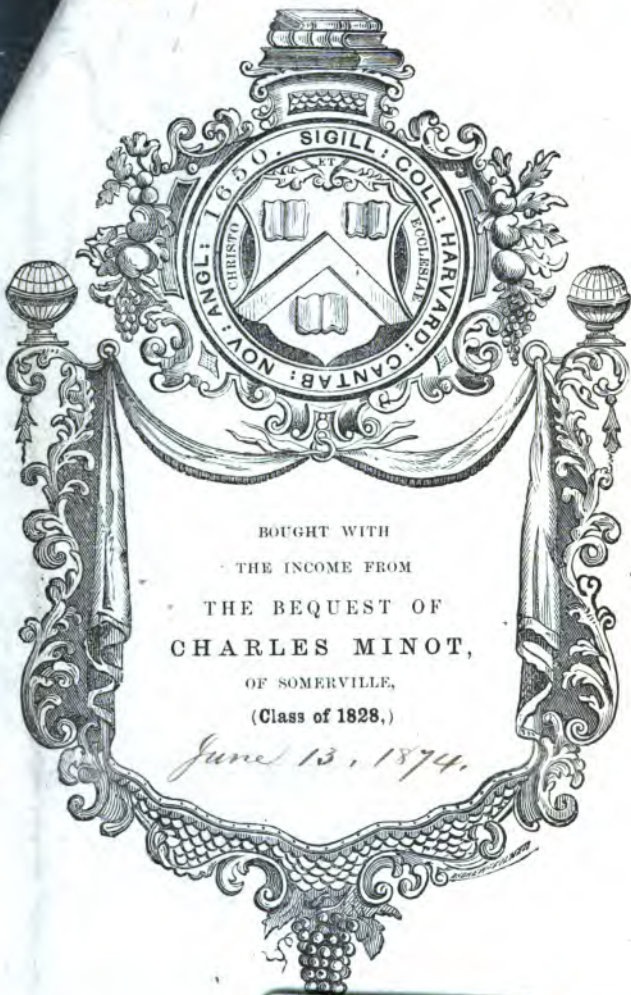 SIGILL: COLL: HARVARD: CANTAB: NOV: ANGL: 1650.
ET
CHRISTO
ECCLESIAE
BOUGHT WITH
THE INCOME FROM
THE BEQUEST OF
CHARLES MINOT,
OF SOMERVILLE,
(Class of 1828,)
June 13, 1874.